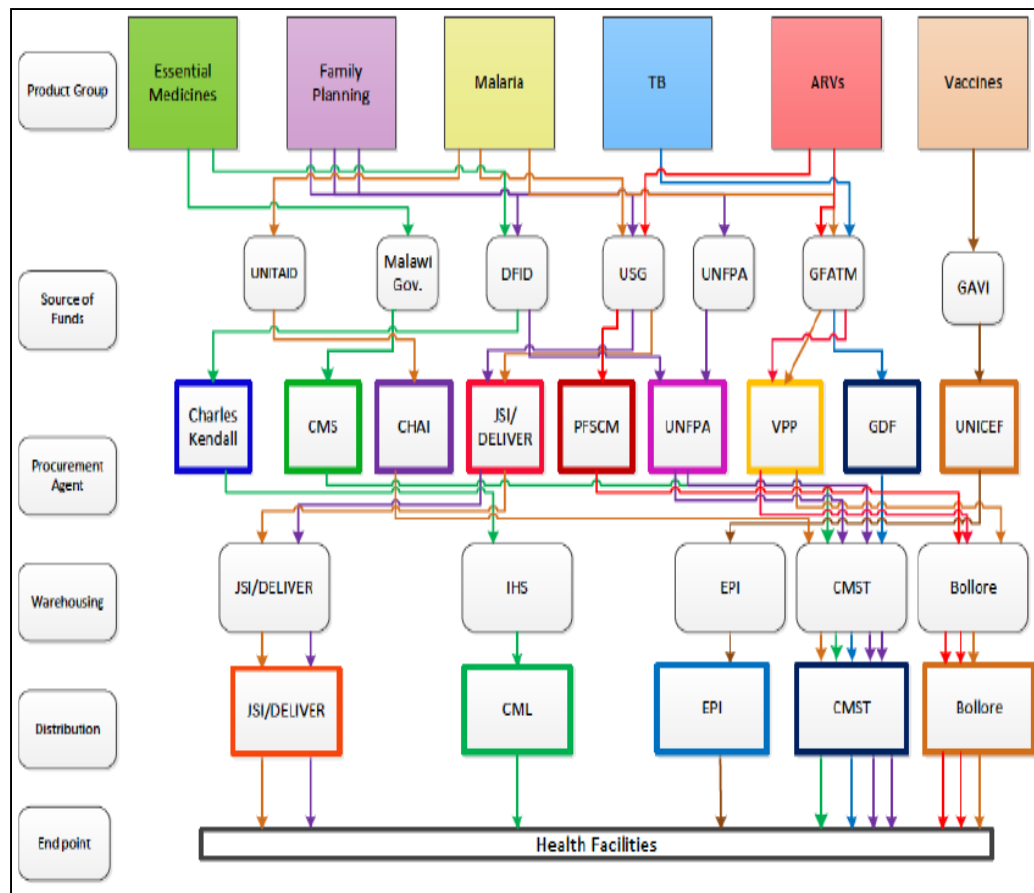 Product Group
Essential
Medicines
Family
Planning
Malaria
TB
ARVs
Vaccines
Source of
Funds
UNITAID
Malawi
Gov.
DFID
USG
UNFPA
GFATM
GAVI
Procurement
Agent
Charles
Kendall
CMS
CHAI
JSI/
DELIVER
PFSCM
UNFPA
VPP
GDF
UNICEF
Warehousing
JSI/DELIVER
IHS
EPI
CMST
Bollore
Distribution
JSI/DELIVER
CML
EPI
CMST
Bollore
End point
Health Facilities